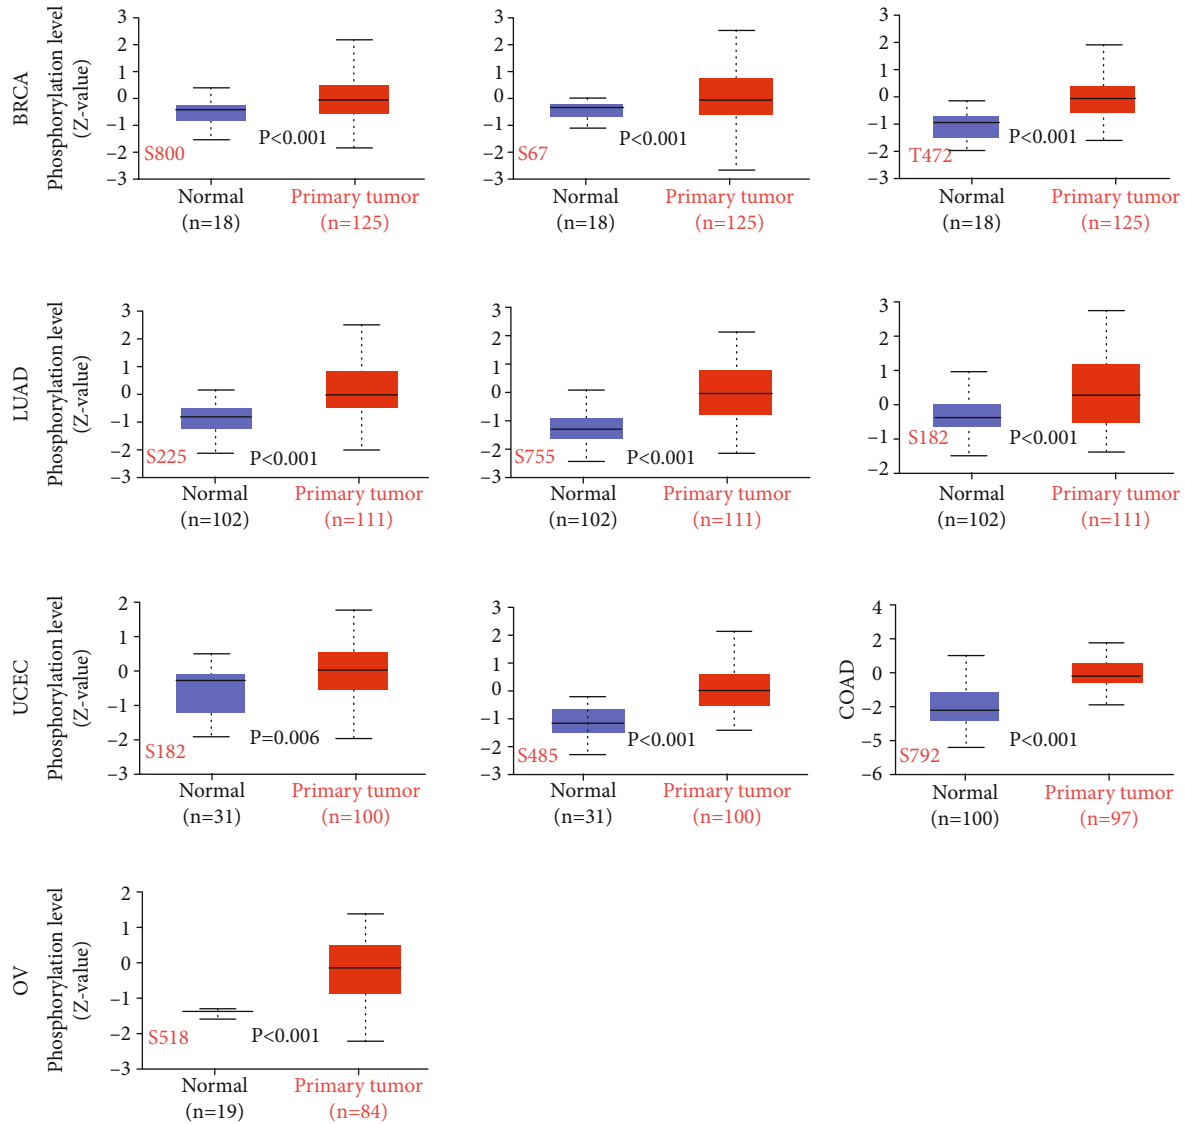 BRCA
Phosphorylation level
(Z-value)
3
2
1
0
−1
−2
−3
S800
P<0.001
Normal
(n=18)
Primary tumor
(n=125)
3
2
1
0
−1
−2
−3
S67
P<0.001
Normal
(n=18)
Primary tumor
(n=125)
3
2
1
0
−1
−2
−3
T472
P<0.001
Normal
(n=18)
Primary tumor
(n=125)
LUAD
Phosphorylation level
(Z-value)
3
2
1
0
−1
−2
−3
S225
P<0.001
Normal
(n=102)
Primary tumor
(n=111)
3
2
1
0
−1
−2
−3
S755
P<0.001
Normal
(n=102)
Primary tumor
(n=111)
3
2
1
0
−1
−2
S182
P<0.001
Normal
(n=102)
Primary tumor
(n=111)
UCEC
Phosphorylation level
(Z-value)
2
1
0
−1
−2
−3
S182
P=0.006
Normal
(n=31)
Primary tumor
(n=100)
3
2
1
0
−1
−2
−3
S485
P<0.001
Normal
(n=31)
Primary tumor
(n=100)
COAD
4
2
0
−2
−5
−6
S792
P<0.001
Normal
(n=100)
Primary tumor
(n=97)
OV
Phosphorylation level
(Z-value)
2
1
0
−1
−2
−3
S518
P<0.001
Normal
(n=19)
Primary tumor
(n=84)